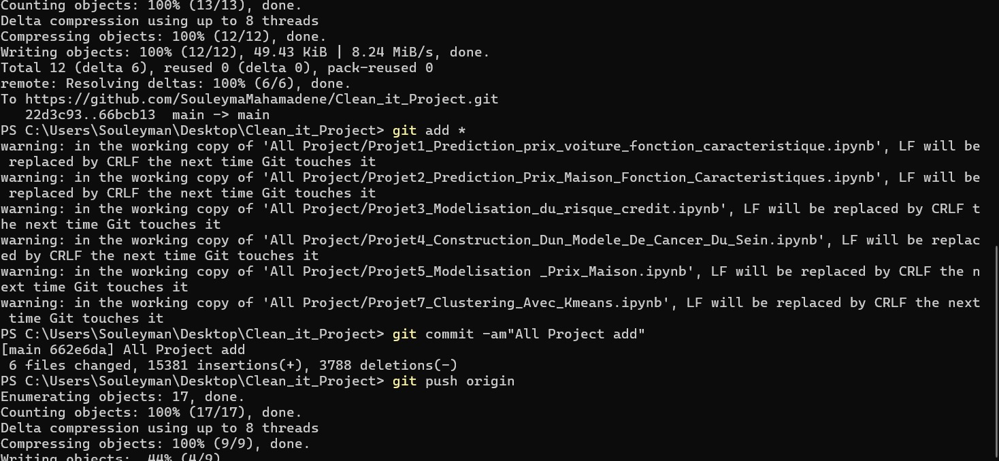 Counting objects: 100% (13/13), done.
Delta compression using up to 8 threads
Compressing objects: 100% (12/12), done.
Writing objects: 100% (12/12), 49.43 KiB | 8.24 MiB/s, done.
Total 12 (delta 6), reused 0 (delta 0), pack-reused 0
remote: Resolving deltas: 100% (6/6), done.
To https://github.com/SouleymaMahamadene/Clean_it_Project.git
   22d3c93..66bcb13  main -> main
PS C:\Users\Souleyman\Desktop\Clean_it_Project> git add *
warning: in the working copy of 'All Project/Projet1_Prediction_prix_voiture_fonction_caracteristique.ipynb', LF will be
 replaced by CRLF the next time Git touches it
warning: in the working copy of 'All Project/Projet2_Prediction_Prix_Maison_Fonction_Caracteristiques.ipynb', LF will be
 replaced by CRLF the next time Git touches it
warning: in the working copy of 'All Project/Projet3_Modelisation_du_risque_credit.ipynb', LF will be replaced by CRLF t
he next time Git touches it
warning: in the working copy of 'All Project/Projet4_Construction_Dun_Modele_De_Cancer_Du_Sein.ipynb', LF will be replac
ed by CRLF the next time Git touches it
warning: in the working copy of 'All Project/Projet5_Modelisation _Prix_Maison.ipynb', LF will be replaced by CRLF the n
ext time Git touches it
warning: in the working copy of 'All Project/Projet7_Clustering_Avec_Kmeans.ipynb', LF will be replaced by CRLF the next
 time Git touches it
PS C:\Users\Souleyman\Desktop\Clean_it_Project> git commit -am"All Project add"
[main 662e6da] All Project add
 6 files changed, 15381 insertions(+), 3788 deletions(-)
PS C:\Users\Souleyman\Desktop\Clean_it_Project> git push origin
Enumerating objects: 17, done.
Counting objects: 100% (17/17), done.
Delta compression using up to 8 threads
Compressing objects: 100% (9/9), done.
Writing objects:  44% (4/9)